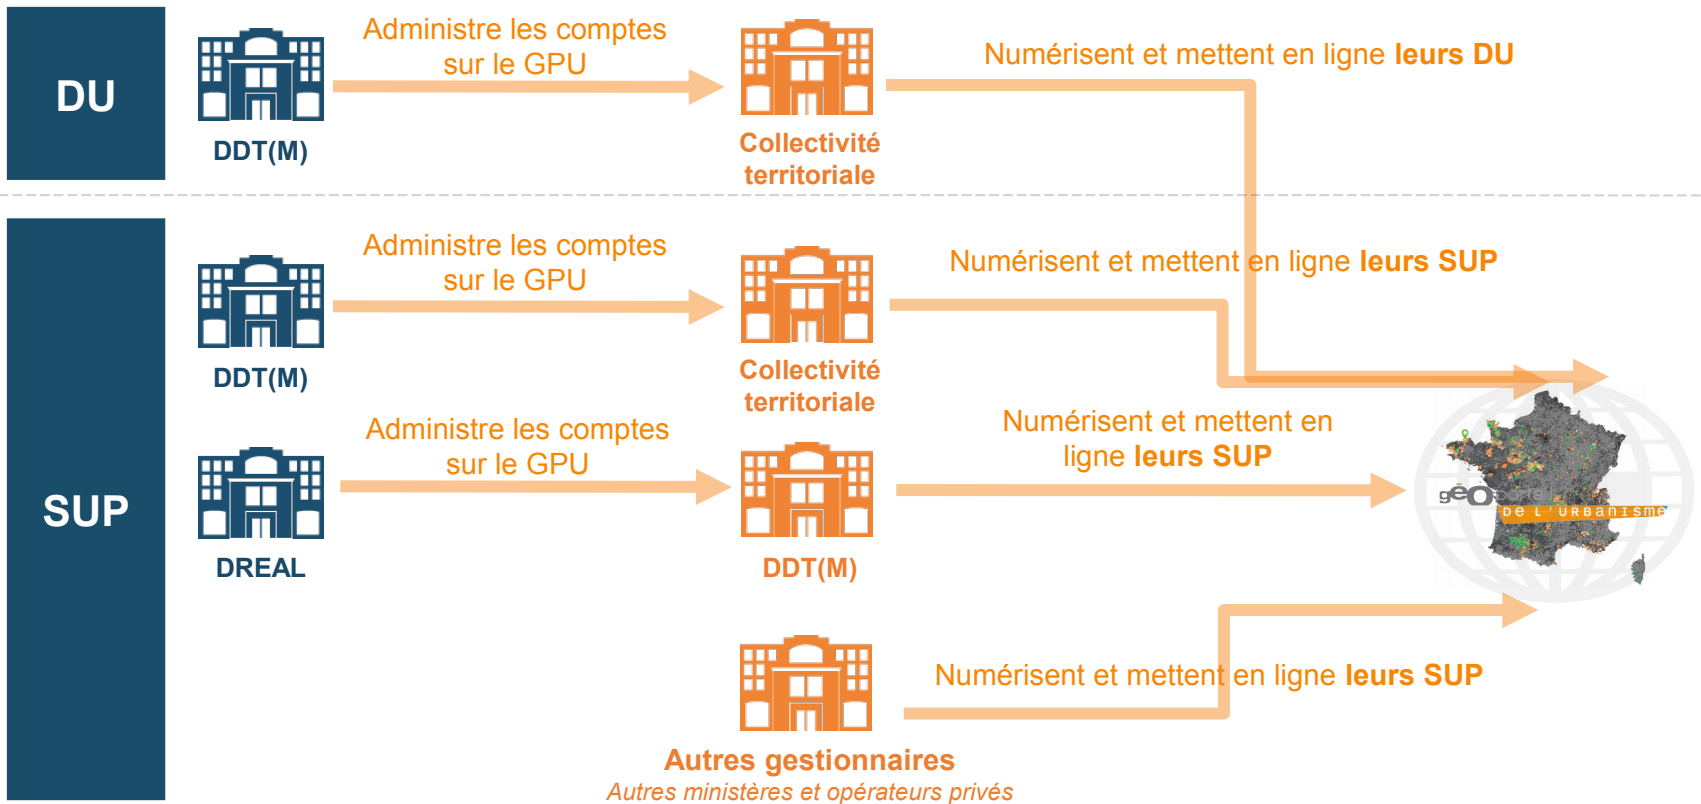 DU
Administre les comptes
sur le GPU
DDT(M)
Collectivité
territoriale
Numérisent et mettent en ligne leurs DU
SUP
Administre les comptes
sur le GPU
DDT(M)
Collectivité
territoriale
Numérisent et mettent en ligne leurs SUP
Administre les comptes
sur le GPU
DREAL
DDT(M)
Numérisent et mettent en
ligne leurs SUP
géo
De L'URBanisme
Numérisent et mettent en ligne leurs SUP
Autres gestionnaires
Autres ministères et opérateurs privés